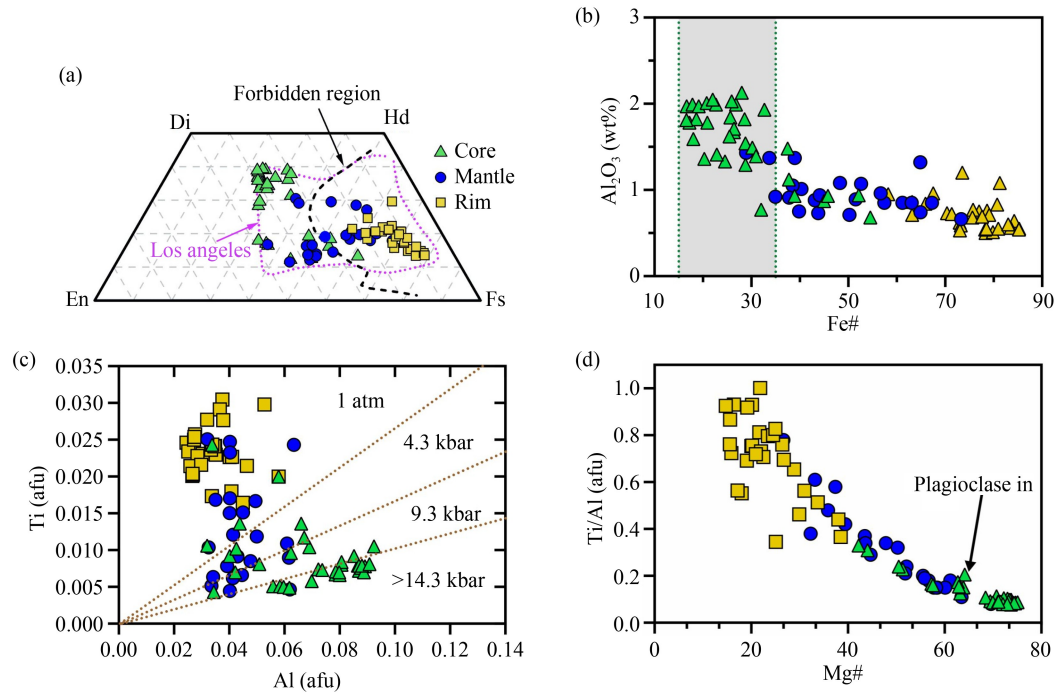 (a)
Forbidden region
Di
Hd
Core
Mantle
Rim
Los angeles
En
Fs
(b)
Al₂O₃ (wt%)
3
2
1
0
10 30 50 70 90
Fe#
(c)
Ti (afu)
0.035
0.030
0.025
0.020
0.015
0.010
0.005
0.000
1 atm
4.3 kbar
9.3 kbar
>14.3 kbar
0.00 0.02 0.04 0.06 0.08 0.10 0.12 0.14
Al (afu)
(d)
Ti/Al (afu)
1.0
0.8
0.6
0.4
0.2
0.0
Plagioclase in
0 20 40 60 80
Mg#